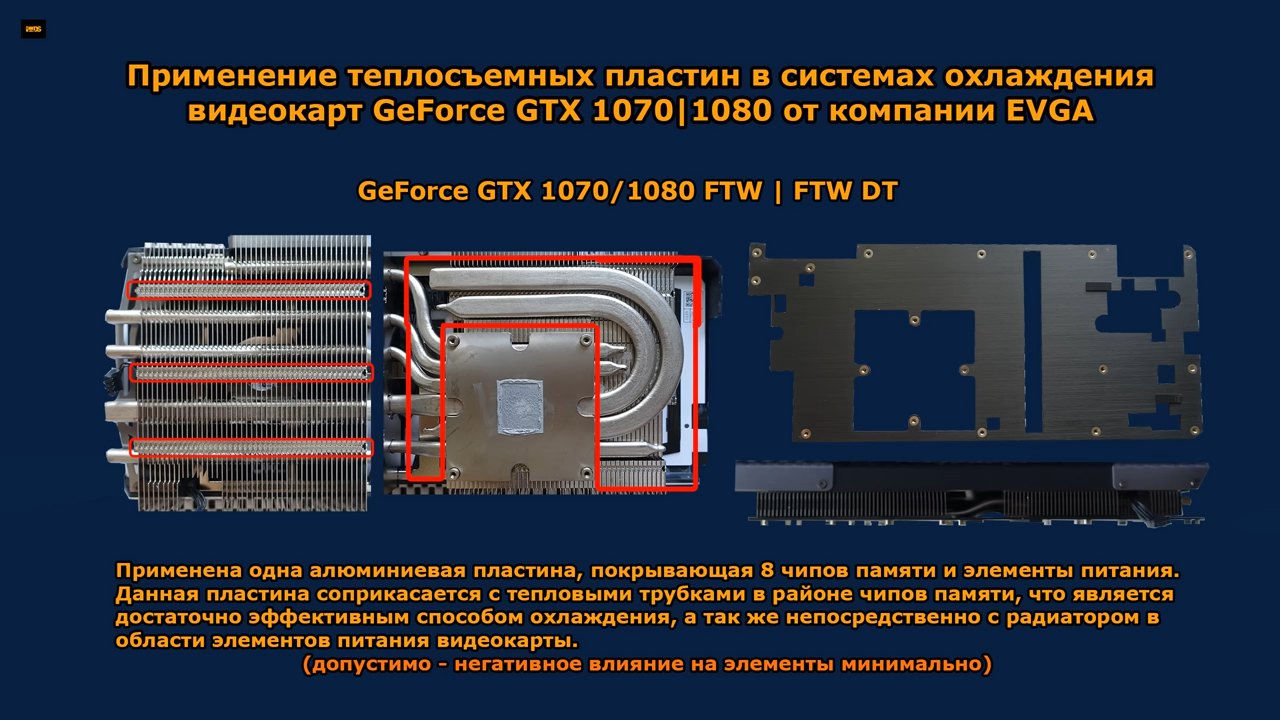 Применение теплосъемных пластин в системах охлаждения
видеокарт GeForce GTX 1070|1080 от компании EVGA
GeForce GTX 1070/1080 FTW | FTW DT
Применена одна алюминиевая пластина, покрывающая 8 чипов памяти и элементы питания.
Данная пластина соприкасается с тепловыми трубками в районе чипов памяти, что является
достаточно эффективным способом охлаждения, а так же непосредственно с радиатором в
области элементов питания видеокарты.
(допустимо - негативное влияние на элементы минимально)